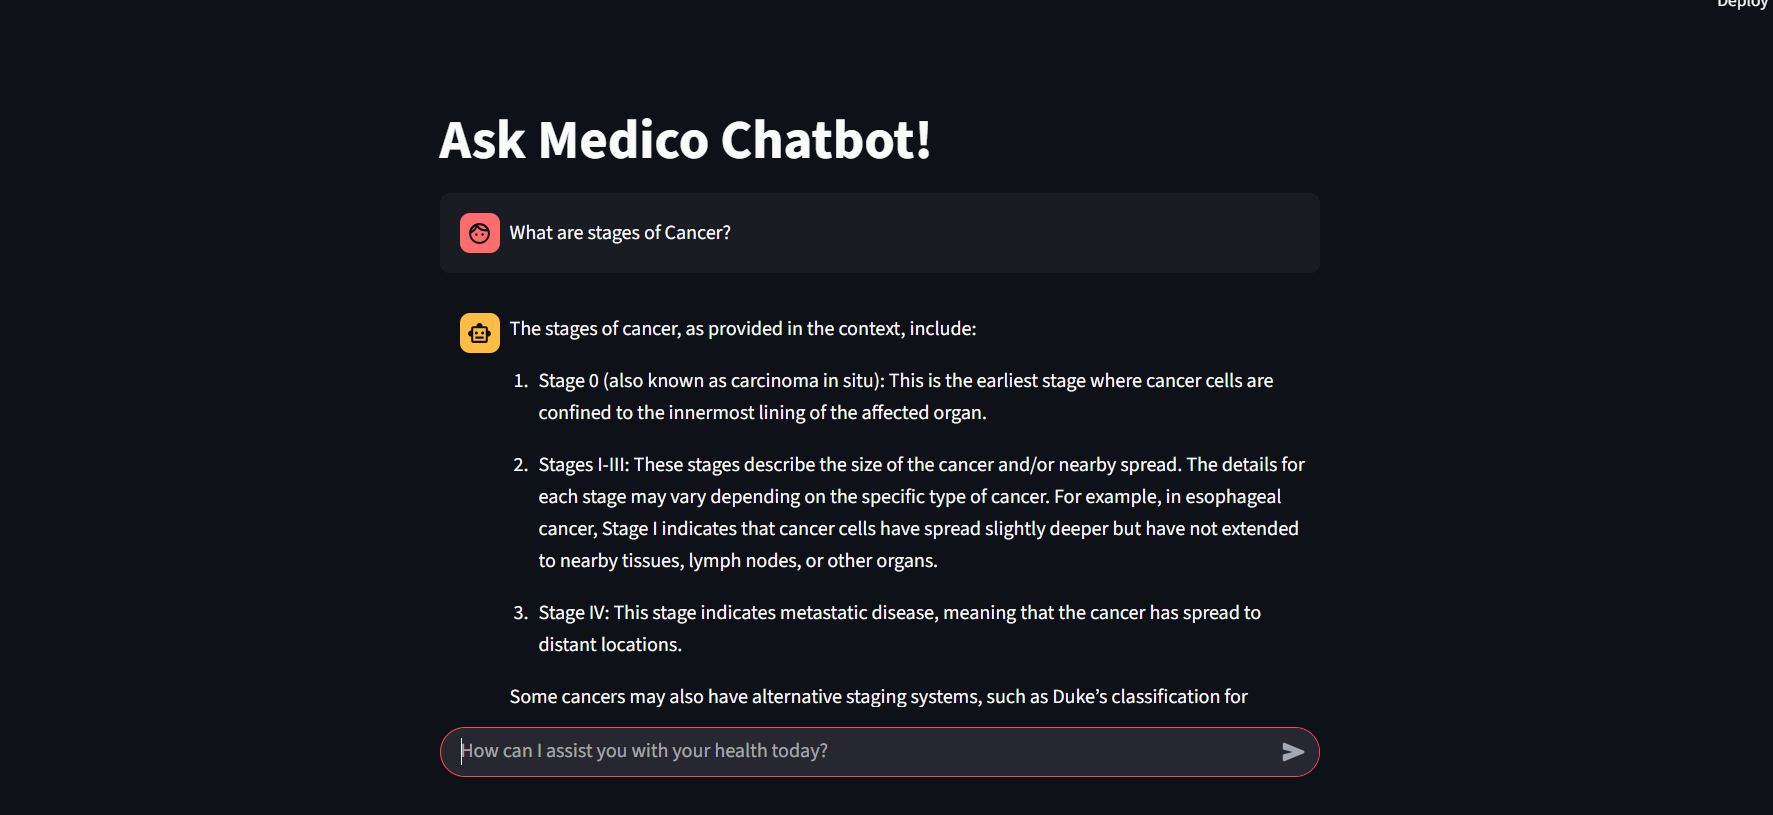 Deploy
Ask Medico Chatbot!
What are stages of Cancer?
The stages of cancer, as provided in the context, include:
1. Stage 0 (also known as carcinoma in situ): This is the earliest stage where cancer cells are
confined to the innermost lining of the affected organ.
2. Stages I-III: These stages describe the size of the cancer and/or nearby spread. The details for
each stage may vary depending on the specific type of cancer. For example, in esophageal
cancer, Stage I indicates that cancer cells have spread slightly deeper but have not extended
to nearby tissues, lymph nodes, or other organs.
3. Stage IV: This stage indicates metastatic disease, meaning that the cancer has spread to
distant locations.
Some cancers may also have alternative staging systems, such as Duke’s classification for
How can I assist you with your health today?